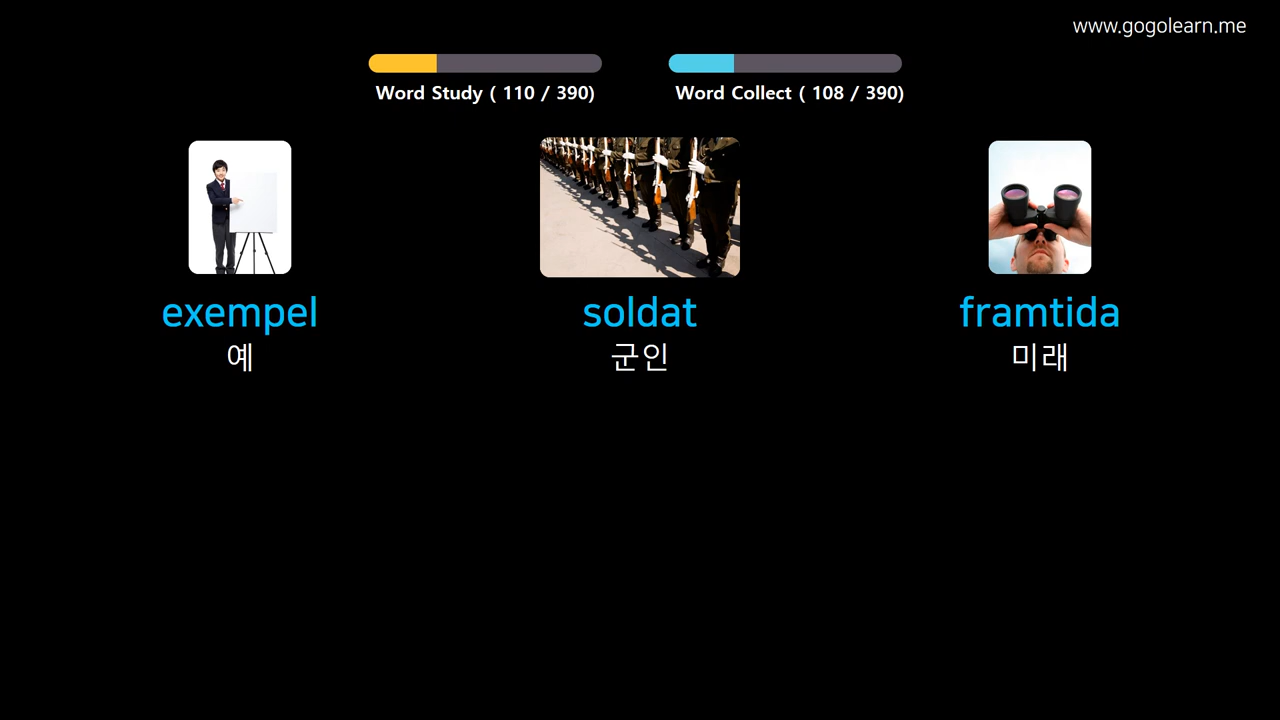 www.gogolearn.me
Word Study ( 110 / 390)
Word Collect ( 108 / 390)
exempel
예
soldat
군인
framtida
미래